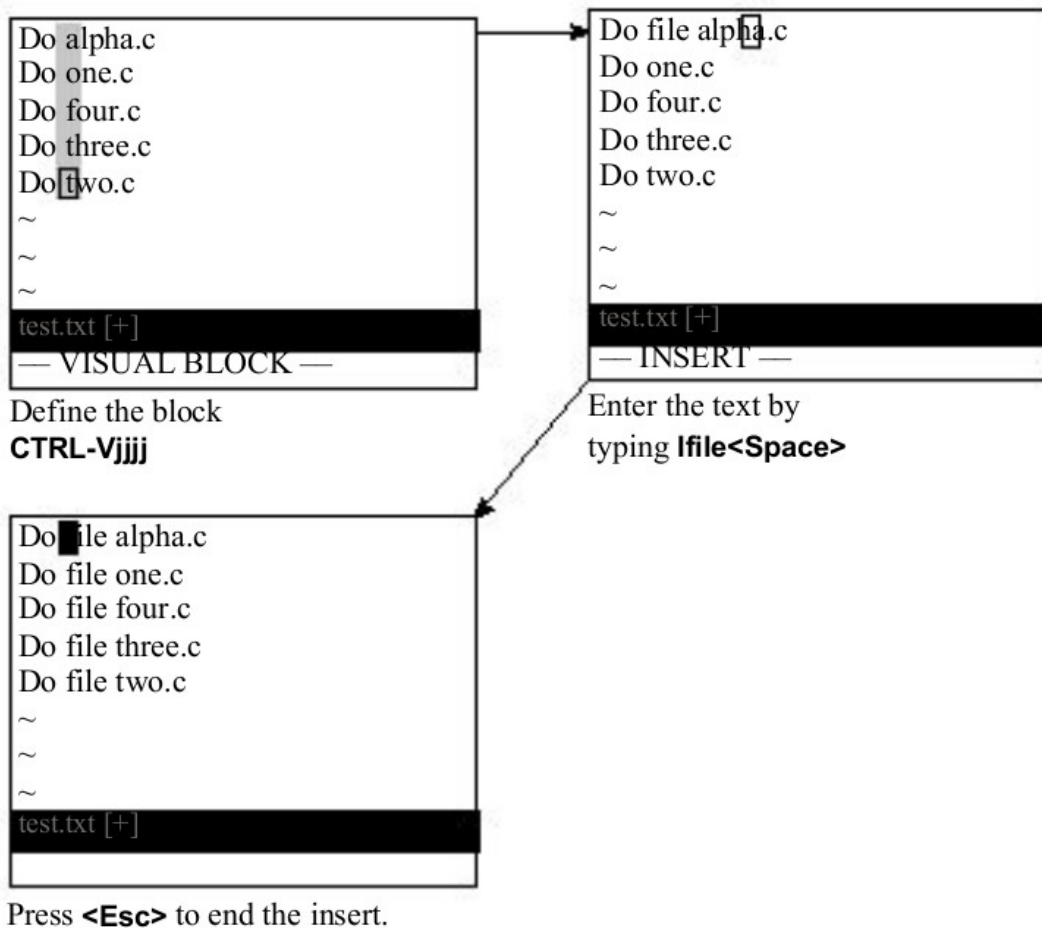 Do alpha.c
Do one.c
Do four.c
Do three.c
Do two.c
~
~
~
test.txt [+]
— VISUAL BLOCK —
Define the block
CTRL-Vjjjj
Do file alpha.c
Do one.c
Do four.c
Do three.c
Do two.c
~
~
~
test.txt [+]
— INSERT —
Enter the text by
typing Ifile<Space>
Do file alpha.c
Do file one.c
Do file four.c
Do file three.c
Do file two.c
~
~
~
test.txt [+]
Press <Esc> to end the insert.